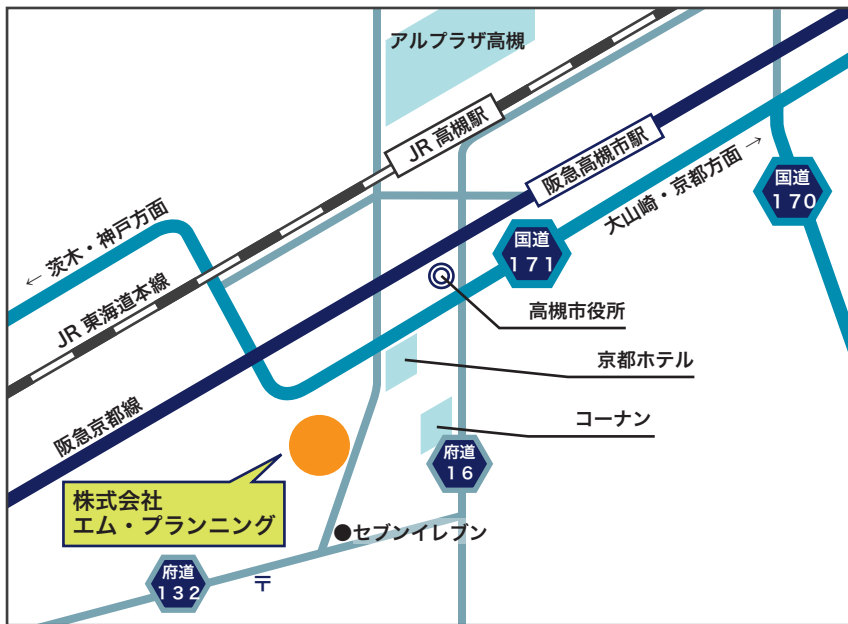 アルプラザ高槻
JR 高槻駅
阪急高槻市駅
← 茨木・神戸方面
大山崎・京都方面 →
国道
170
国道
171
JR 東海道本線
高槻市役所
京都ホテル
阪急京都線
コーナン
府道
16
株式会社
エム・プランニング
●セブンイレブン
府道
132
〒